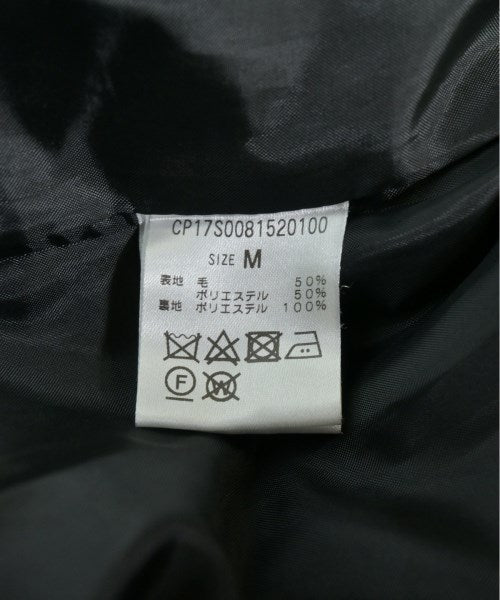 CP17S0081520100
SIZE M
表地 毛 50%
ポリエステル 50%
裏地 ポリエステル 100%
F W